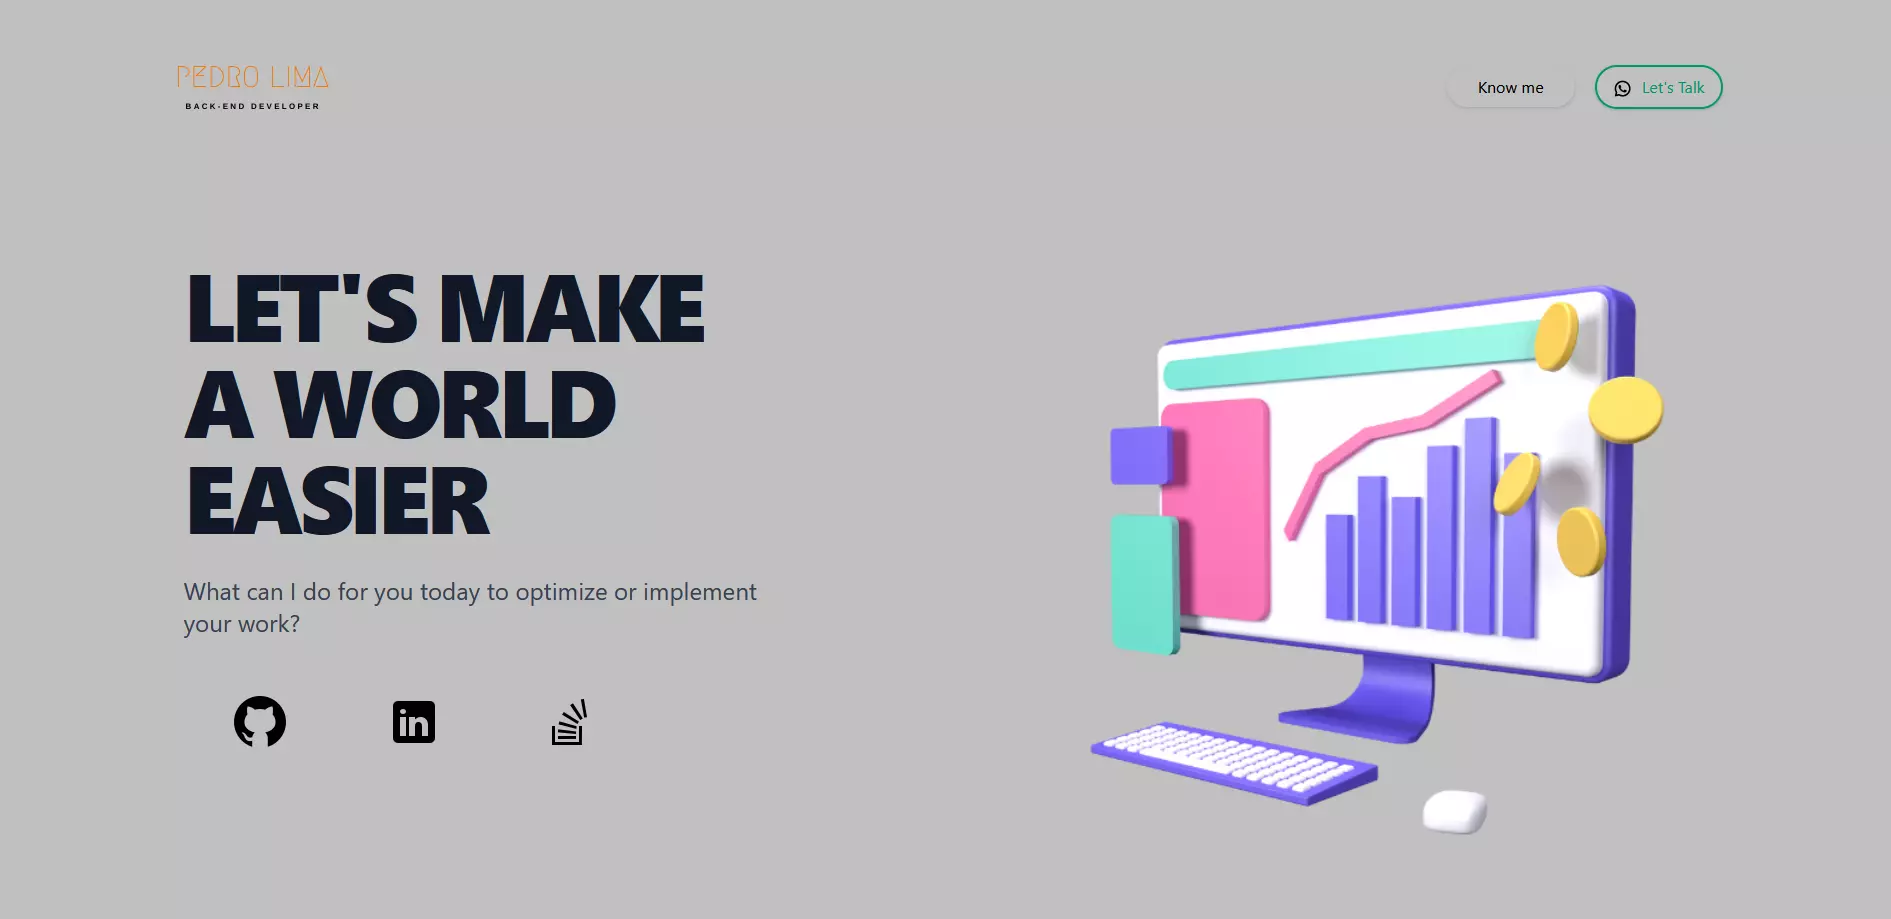 PEDRO LIMA
BACK-END DEVELOPER
Know me
Let's Talk
LET'S MAKE
A WORLD
EASIER
What can I do for you today to optimize or implement
your work?
in